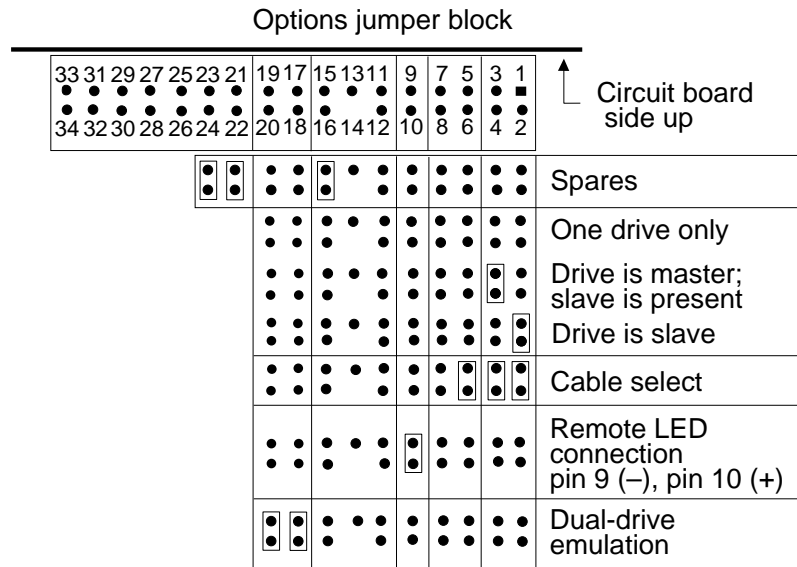 Options jumper block
33 31 29 27 25 23 21 19 17 15 13 11 9 7 5 3 1
34 32 30 28 26 24 22 20 18 16 14 12 10 8 6 4 2
Circuit board
side up
Spares
One drive only
Drive is master;
slave is present
Drive is slave
Cable select
Remote LED
connection
pin 9 (–), pin 10 (+)
Dual-drive
emulation